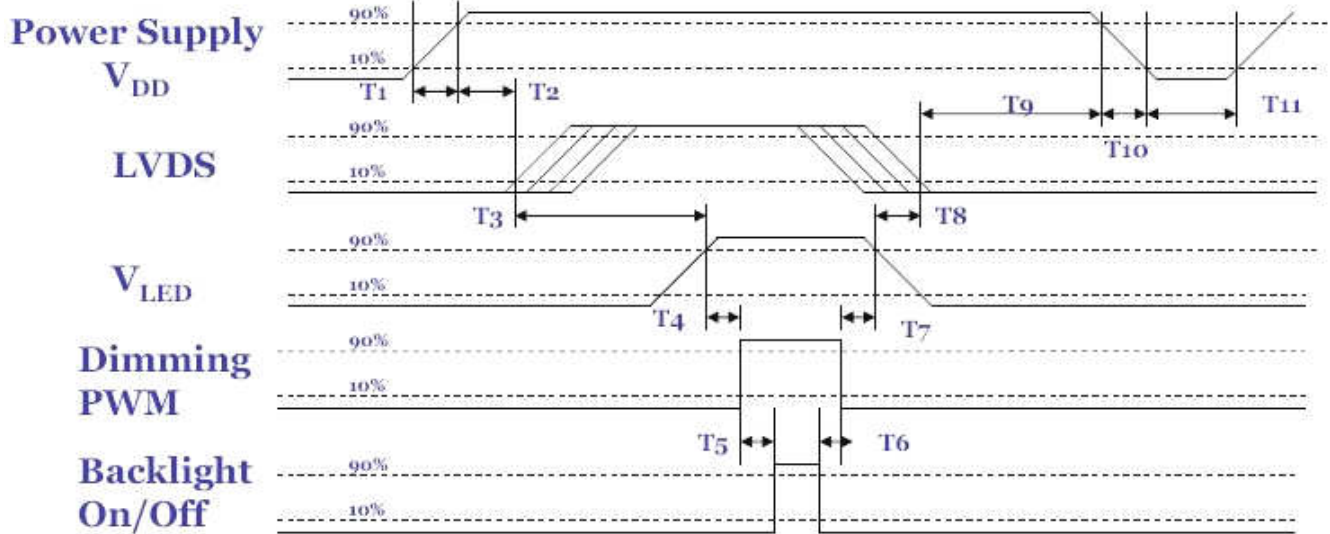 90%
Power Supply
10%
VDD
T1
T2
T9
T11
90%
T10
LVDS
10%
T3
T8
90%
VLED
10%
T4
T7
90%
Dimming
10%
PWM
T5
T6
90%
Backlight
On/Off
10%